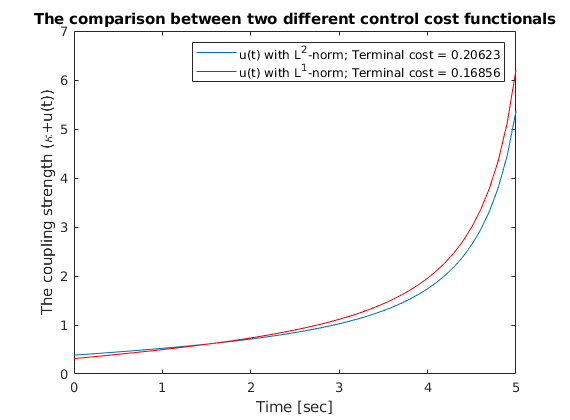 The comparison between two different control cost functionals
u(t) with L²-norm; Terminal cost = 0.20623
u(t) with L¹-norm; Terminal cost = 0.16856
The coupling strength (κ+u(t))
7
6
5
4
3
2
1
0
0 1 2 3 4 5
Time [sec]